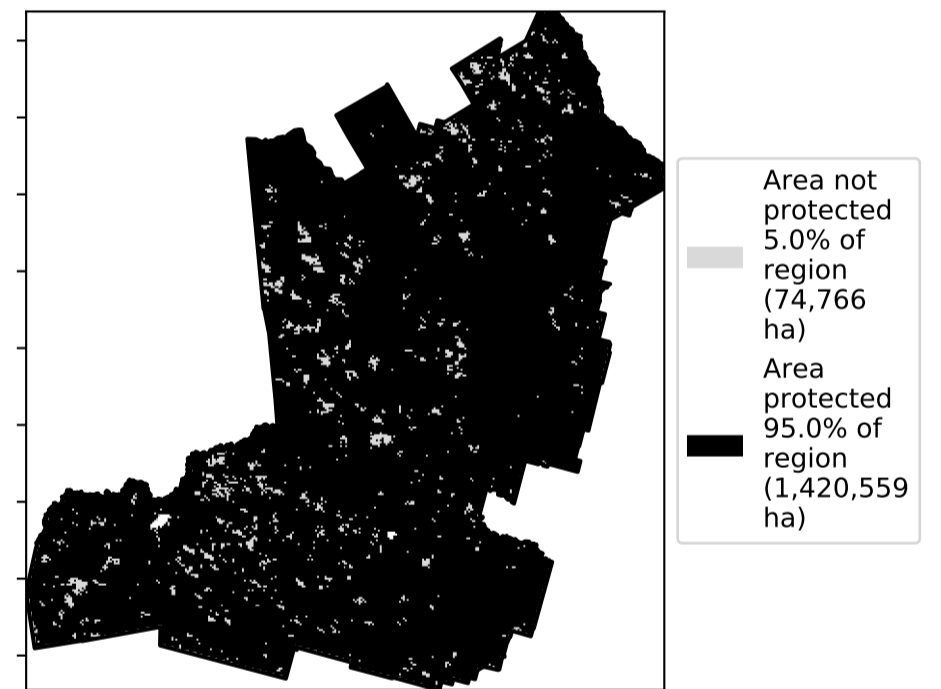 Area not
protected
5.0% of
region
(74,766
ha)
Area
protected
95.0% of
region
(1,420,559
ha)